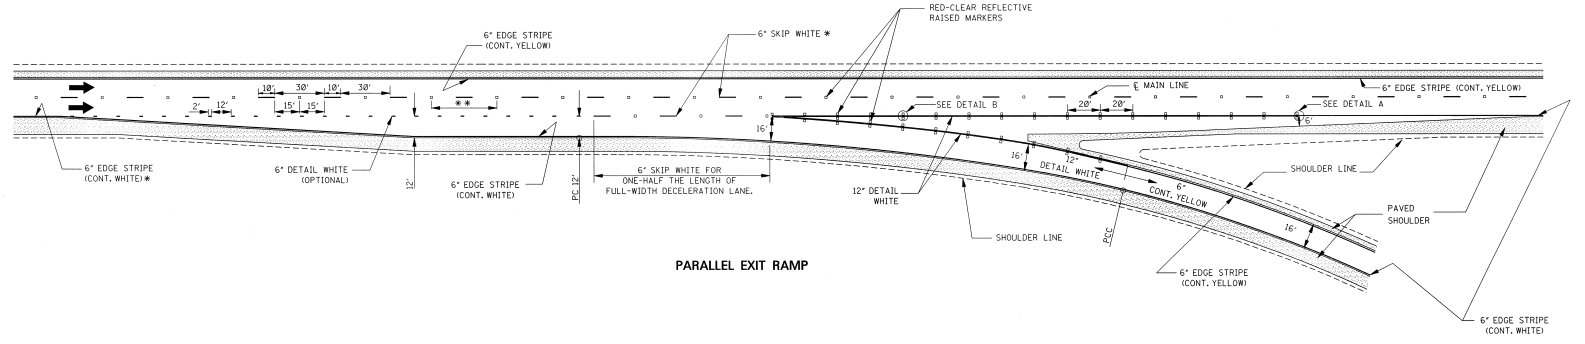 RED-CLEAR REFLECTIVE
RAISED MARKERS
6" EDGE STRIPE
(CONT. YELLOW)
6" SKIP WHITE *
10'
30'
10'
30'
℄ MAIN LINE
6" EDGE STRIPE (CONT. YELLOW)
2'
12'
15'
15'
**
SEE DETAIL B
20'
20'
SEE DETAIL A
6'
16'
6" EDGE STRIPE
(CONT. WHITE) *
6" DETAIL WHITE
(OPTIONAL)
12'
6" EDGE STRIPE
(CONT. WHITE)
PC 12'
6" SKIP WHITE FOR
ONE-HALF THE LENGTH OF
FULL-WIDTH DECELERATION LANE.
12" DETAIL
WHITE
16'
12"
DETAIL WHITE
6"
CONT. YELLOW
SHOULDER LINE
PAVED
SHOULDER
SHOULDER LINE
PCC
16'
6" EDGE STRIPE
(CONT. YELLOW)
6" EDGE STRIPE
(CONT. WHITE)
PARALLEL EXIT RAMP